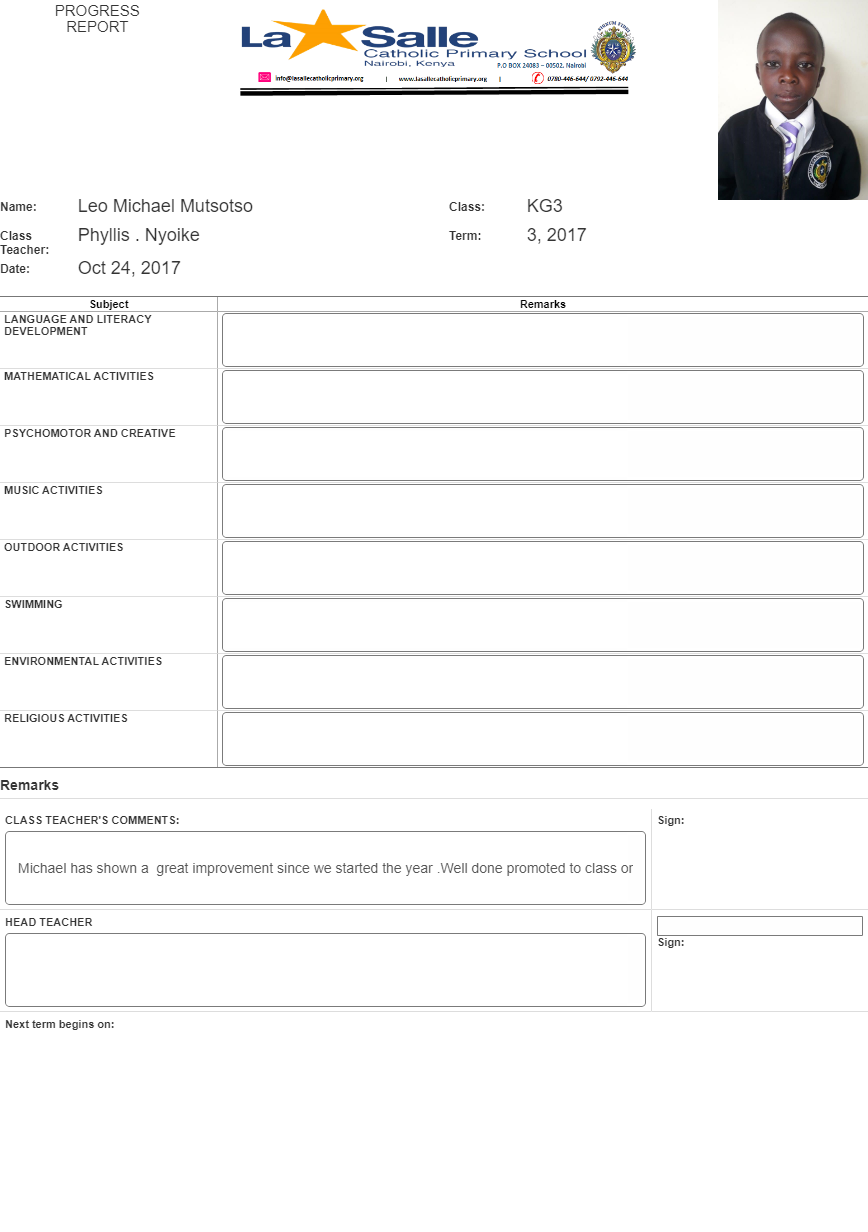 PROGRESS
REPORT
La Salle
Catholic Primary School
Nairobi, Kenya
P.O BOX 24083 – 00502, Nairobi
info@lasallecatholicprimary.org | www.lasallecatholicprimary.org | 0780-446-644/ 0792-446-644
Name: Leo Michael Mutsotso Class: KG3
Class Teacher: Phyllis . Nyoike Term: 3, 2017
Date: Oct 24, 2017
Subject Remarks
LANGUAGE AND LITERACY
DEVELOPMENT
MATHEMATICAL ACTIVITIES
PSYCHOMOTOR AND CREATIVE
MUSIC ACTIVITIES
OUTDOOR ACTIVITIES
SWIMMING
ENVIRONMENTAL ACTIVITIES
RELIGIOUS ACTIVITIES
Remarks
CLASS TEACHER'S COMMENTS: Sign:
Michael has shown a  great improvement since we started the year .Well done promoted to class or
HEAD TEACHER
Sign:
Next term begins on: